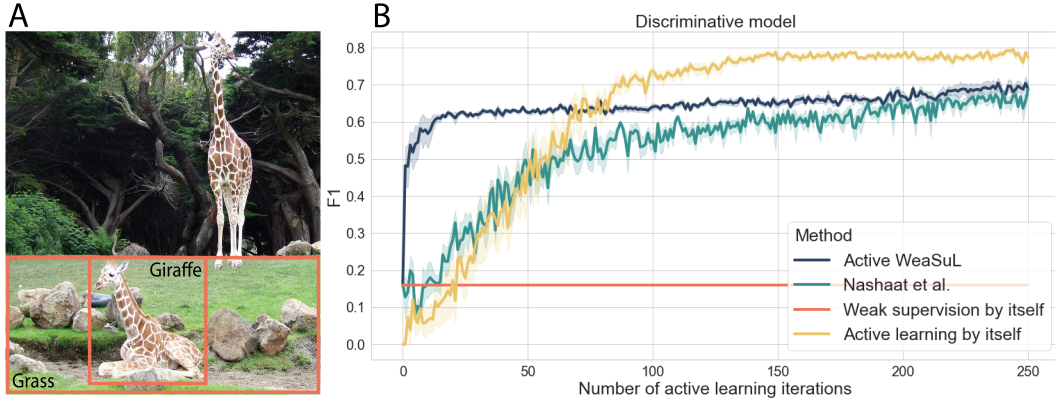 A
Giraffe
Grass
B
Discriminative model
F1
0.8
0.7
0.6
0.5
0.4
0.3
0.2
0.1
0.0
Method
Active WeaSuL
Nashaat et al.
Weak supervision by itself
Active learning by itself
0 50 100 150 200 250
Number of active learning iterations